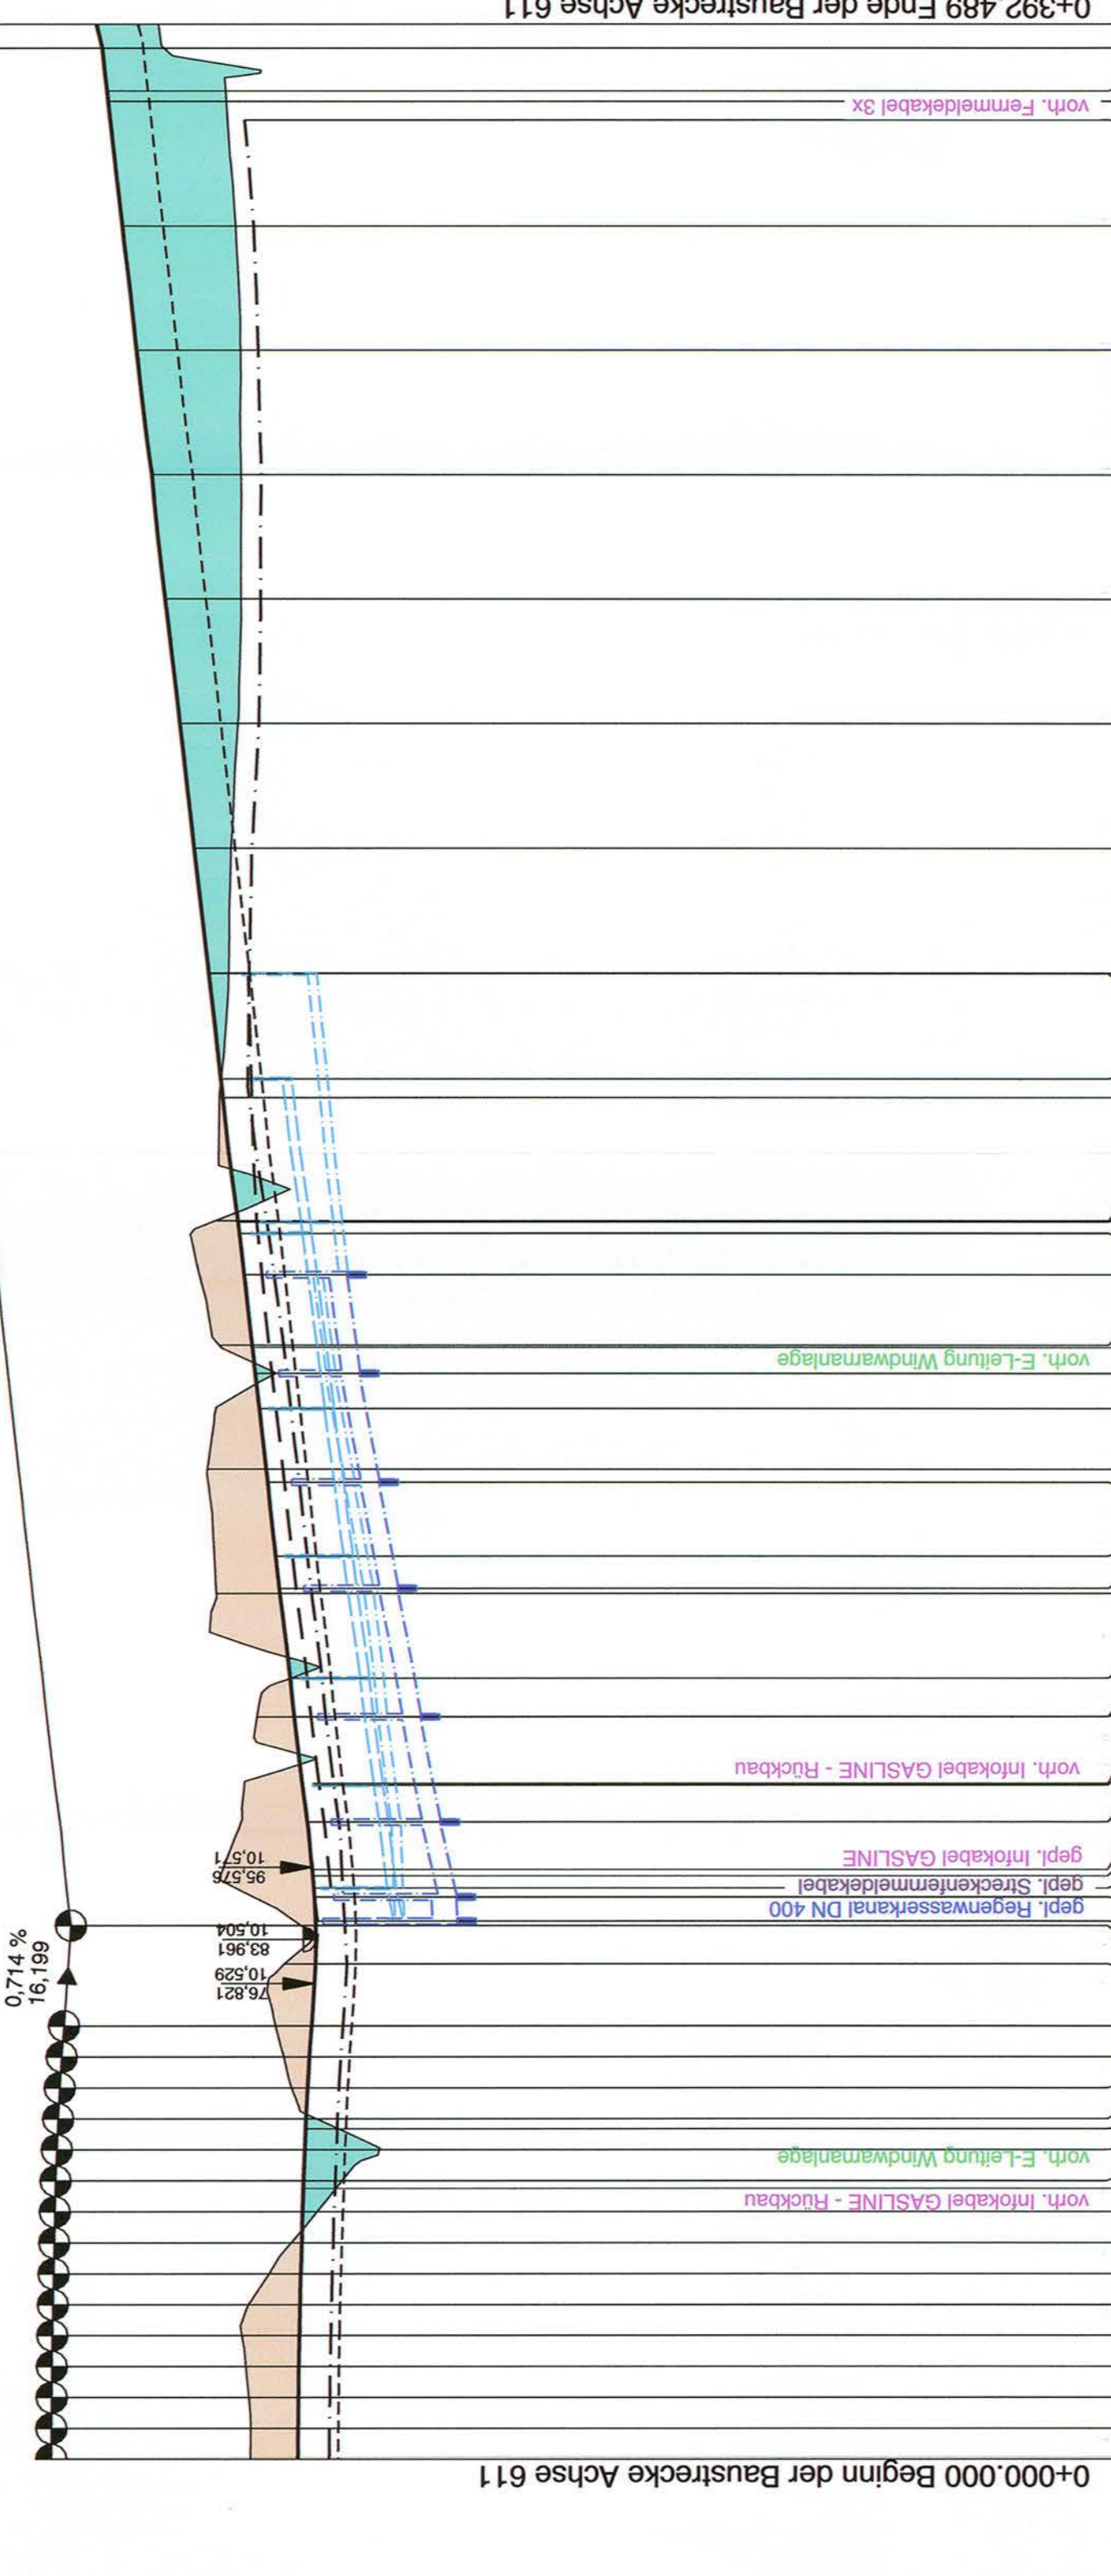 0+392.489 Ende der Baustrecke Achse 611
vorh. Fernmeldekabel 3x
vorh. E-Leitung Windwarnanlage
vorh. Infokabel GASLINE - Rückbau
gepl. Infokabel GASLINE
gepl. Streckenfernmeldekabel
gepl. Regenwasserkanal DN 400
95,576
10,571
83,961
10,504
76,821
10,529
0,714 %
16,199
vorh. E-Leitung Windwarnanlage
vorh. Infokabel GASLINE - Rückbau
0+000.000 Beginn der Baustrecke Achse 611